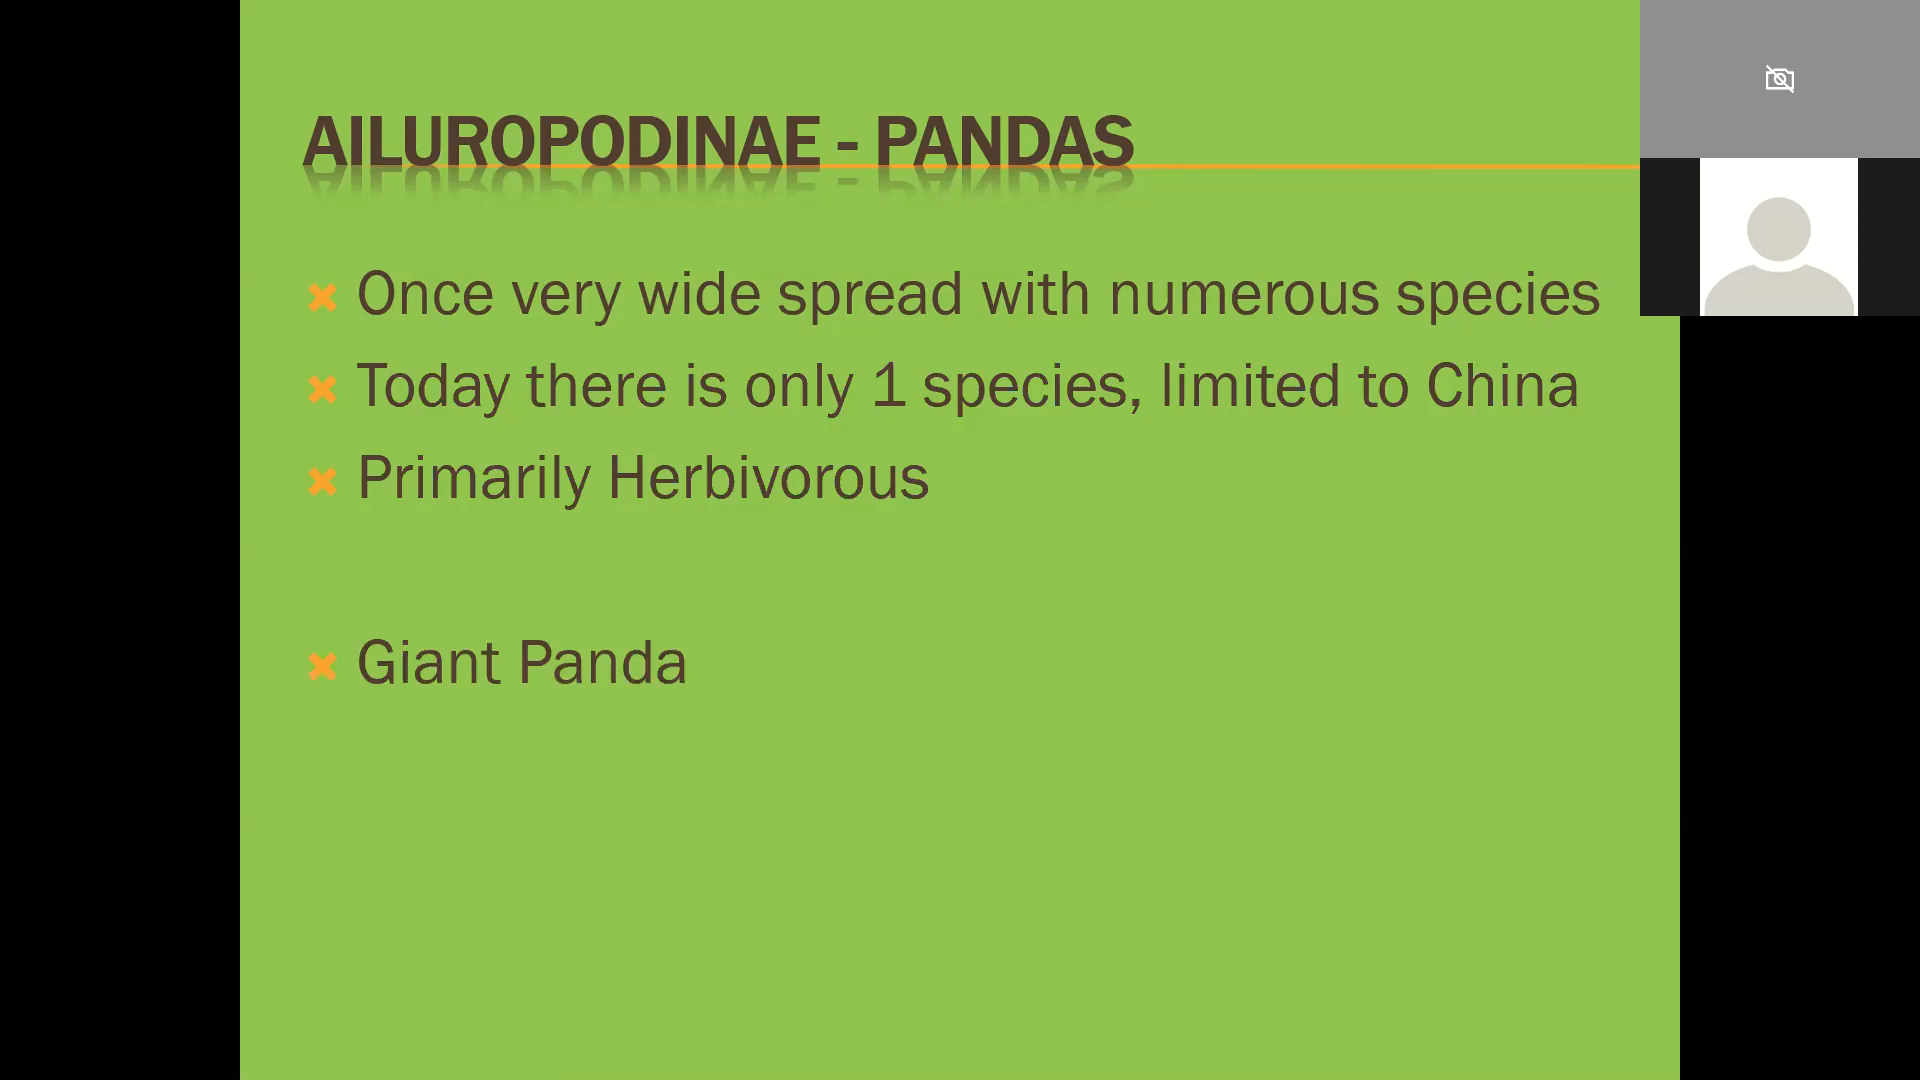 AILUROPODINAE - PANDAS
Once very wide spread with numerous species
Today there is only 1 species, limited to China
Primarily Herbivorous
Giant Panda